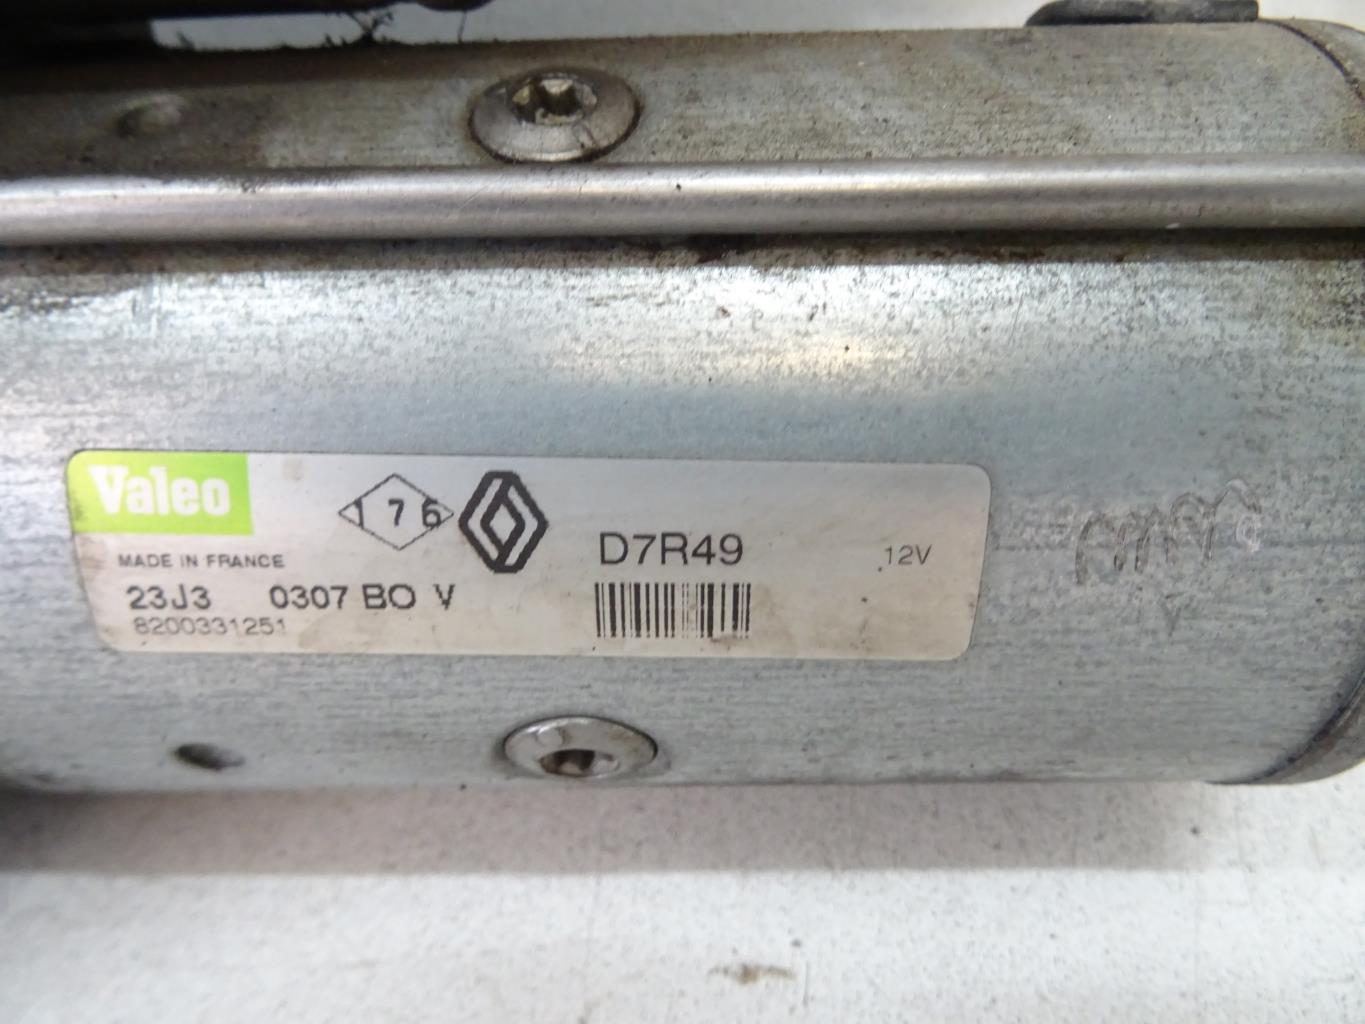 Valeo
176
D7R49
12V
MADE IN FRANCE
23J3 0307 BO V
8200331251